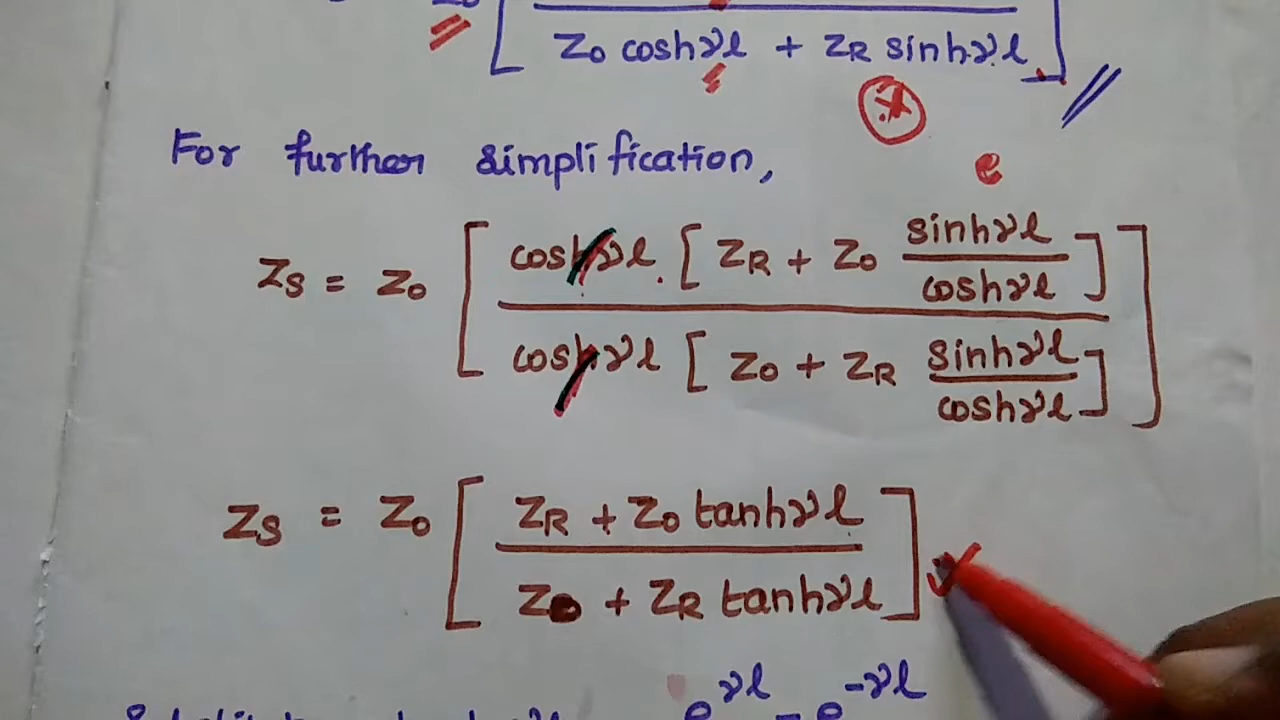 Z₀ coshγl + ZR sinhγl
For further simplification,
e
ZS = Z₀ [ coshγl . [ ZR + Z₀ sinhγl / coshγl ] / coshγl [ Z₀ + ZR sinhγl / coshγl ] ]
ZS = Z₀ [ ZR + Z₀ tanhγl / Z₀ + ZR tanhγl ]
e^γl - e^-γl